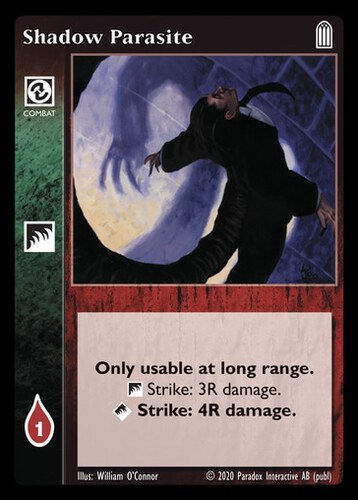 Shadow Parasite
COMBAT
Only usable at long range.
Strike: 3R damage.
Strike: 4R damage.
1
Illus: William O'Connor © 2020 Paradox Interactive AB (publ)